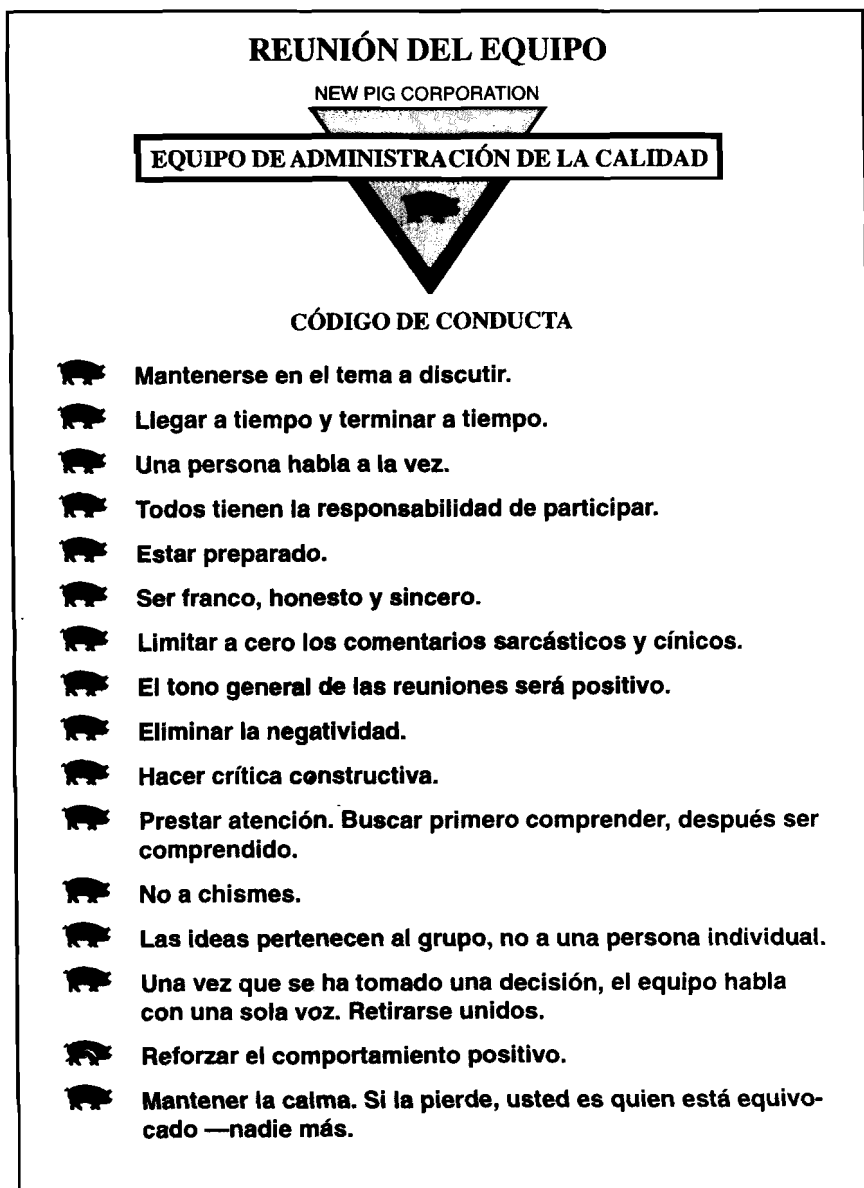 REUNIÓN DEL EQUIPO
NEW PIG CORPORATION
EQUIPO DE ADMINISTRACIÓN DE LA CALIDAD
CÓDIGO DE CONDUCTA
Mantenerse en el tema a discutir.
Llegar a tiempo y terminar a tiempo.
Una persona habla a la vez.
Todos tienen la responsabilidad de participar.
Estar preparado.
Ser franco, honesto y sincero.
Limitar a cero los comentarios sarcásticos y cínicos.
El tono general de las reuniones será positivo.
Eliminar la negatividad.
Hacer crítica constructiva.
Prestar atención. Buscar primero comprender, después ser
comprendido.
No a chismes.
Las ideas pertenecen al grupo, no a una persona individual.
Una vez que se ha tomado una decisión, el equipo habla
con una sola voz. Retirarse unidos.
Reforzar el comportamiento positivo.
Mantener la calma. Si la pierde, usted es quien está equivo-
cado —nadie más.